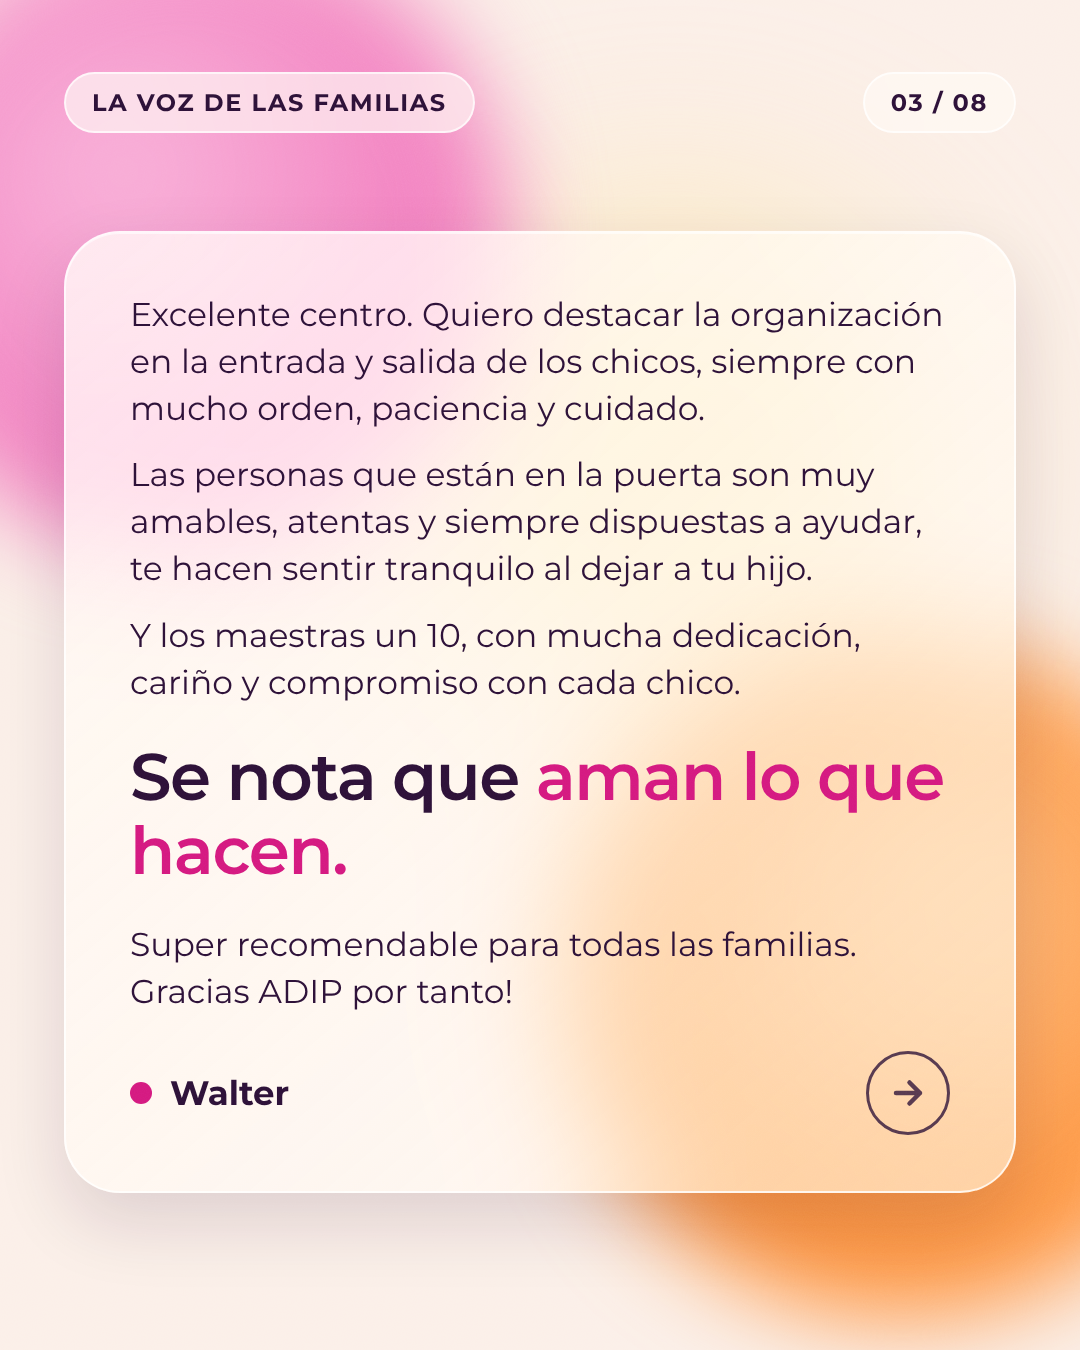 LA VOZ DE LAS FAMILIAS
03 / 08
Excelente centro. Quiero destacar la organización
en la entrada y salida de los chicos, siempre con
mucho orden, paciencia y cuidado.
Las personas que están en la puerta son muy
amables, atentas y siempre dispuestas a ayudar,
te hacen sentir tranquilo al dejar a tu hijo.
Y los maestras un 10, con mucha dedicación,
cariño y compromiso con cada chico.
Se nota que aman lo que
hacen.
Super recomendable para todas las familias.
Gracias ADIP por tanto!
Walter